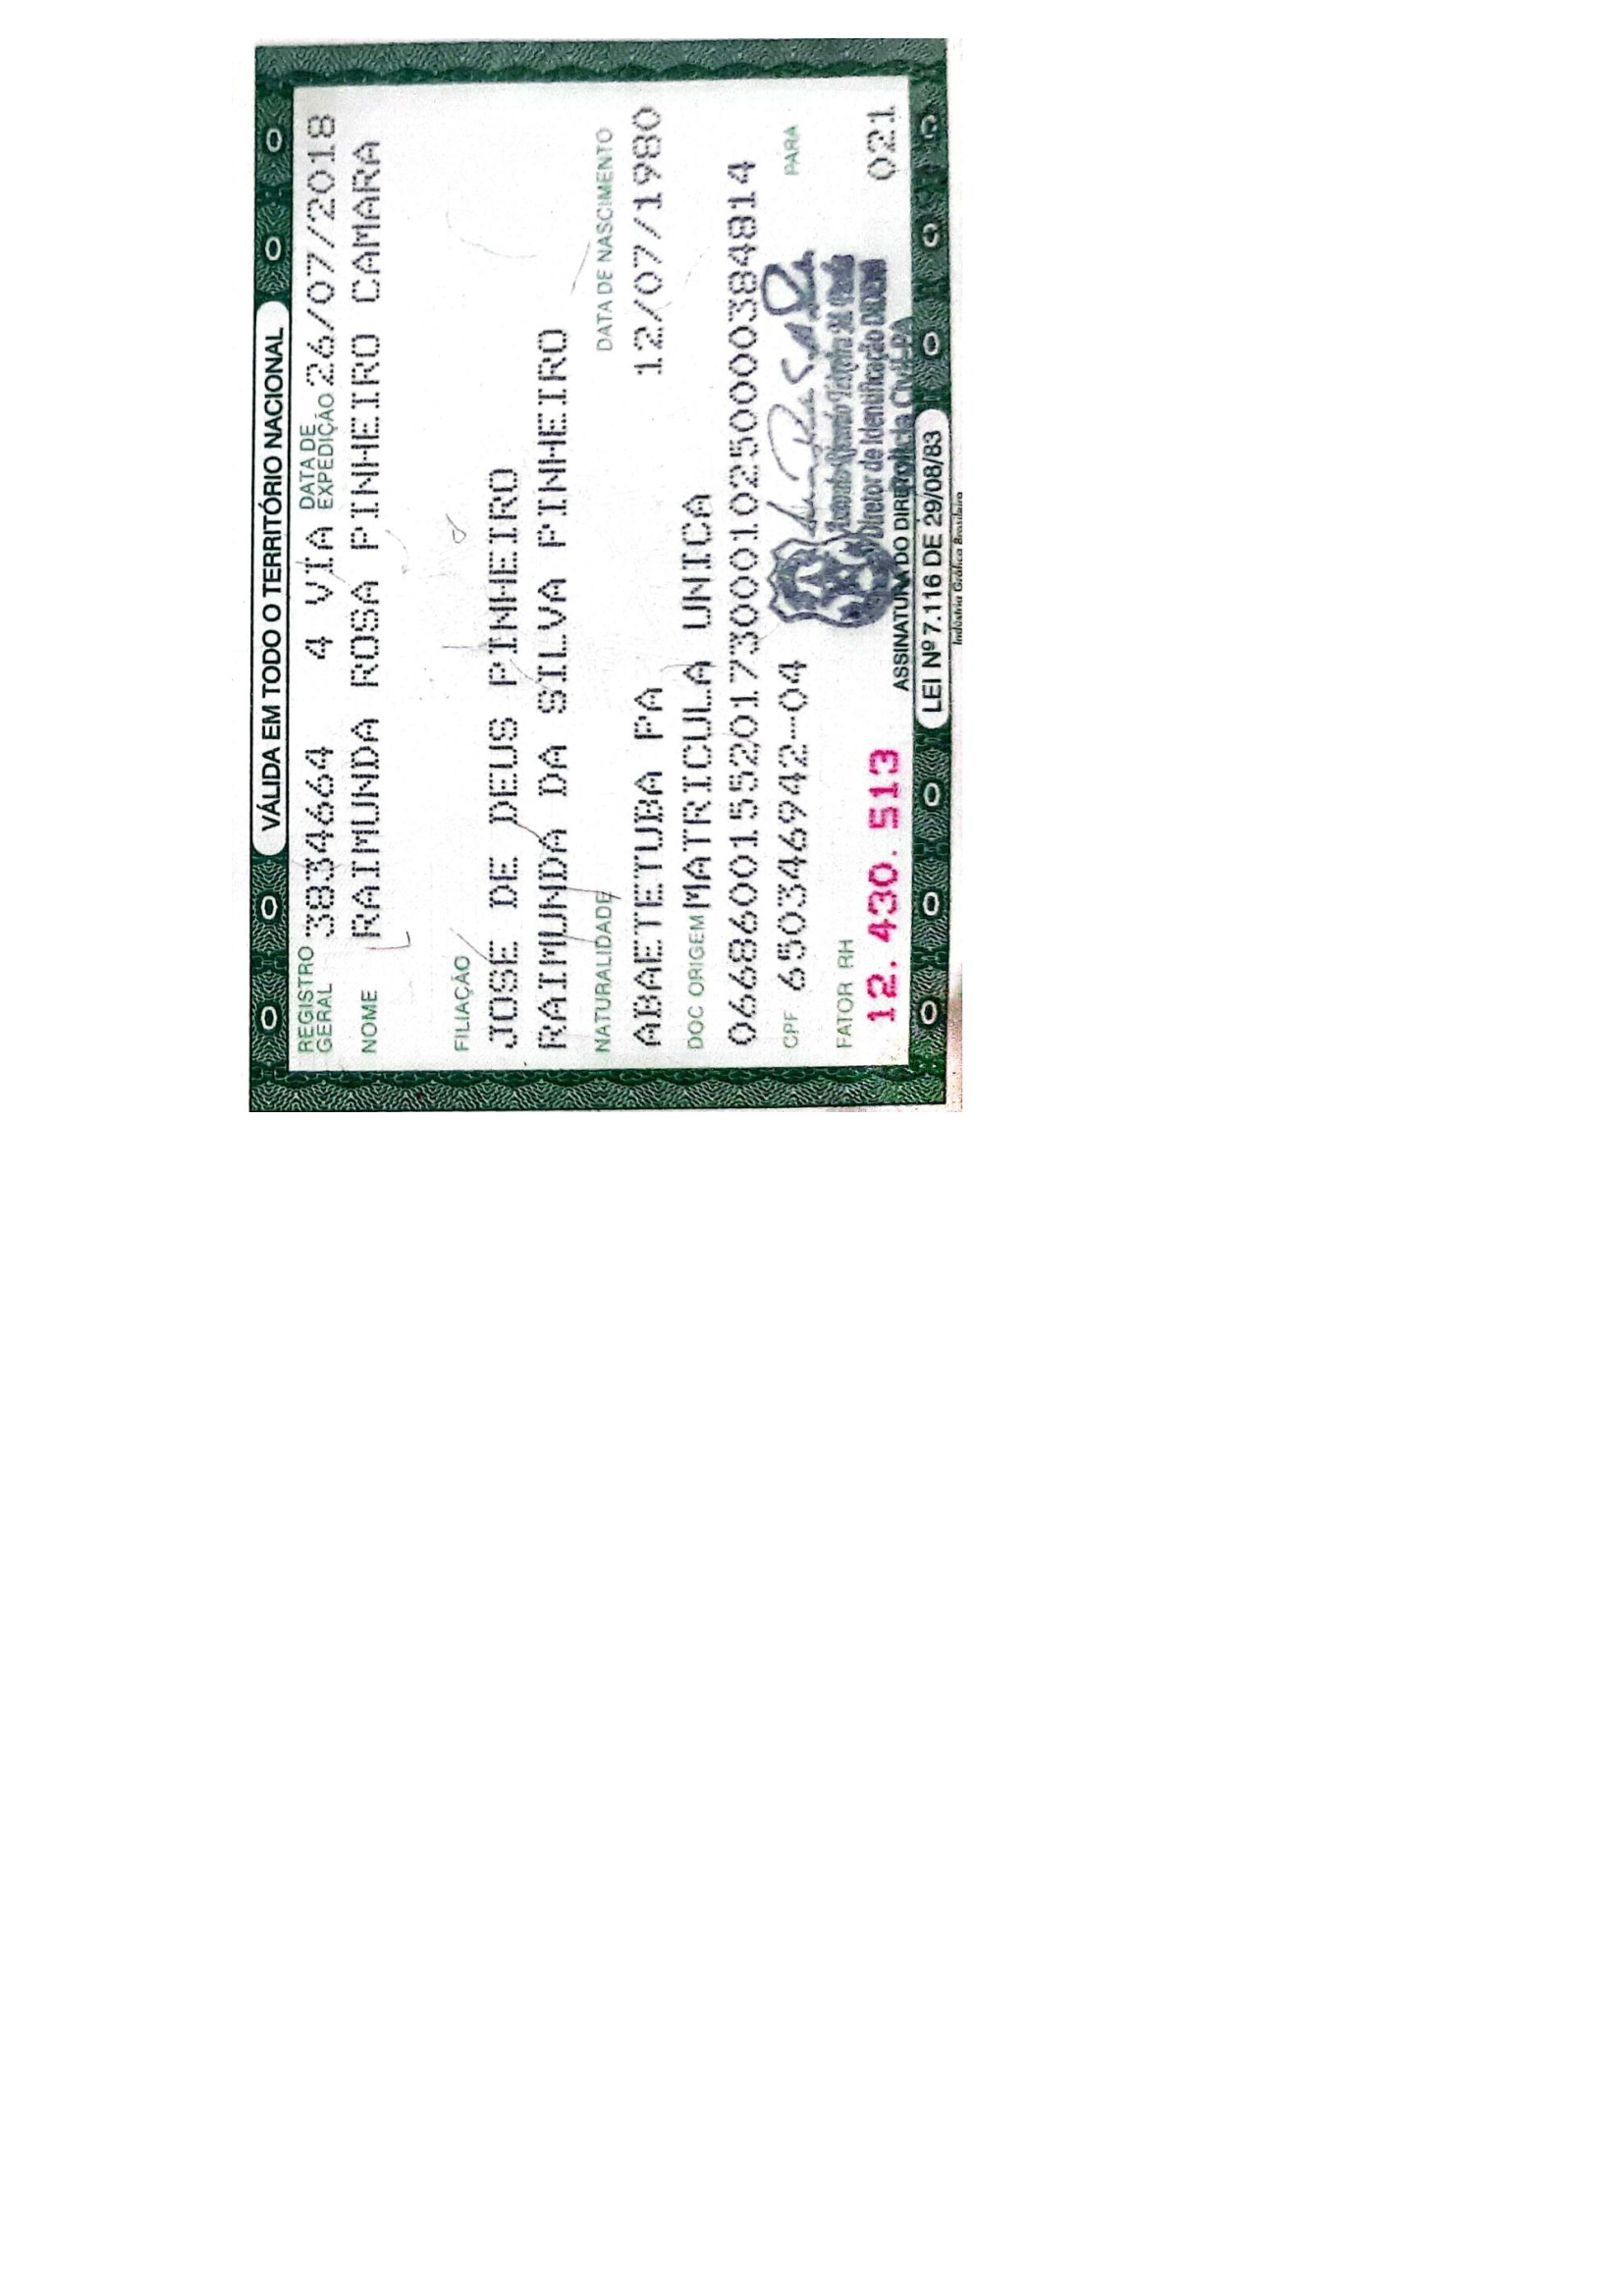 VÁLIDA EM TODO O TERRITÓRIO NACIONAL
REGISTRO GERAL 3834664 4 VIA DATA DE EXPEDIÇÃO 26/07/2018
NOME RAIMUNDA ROSA PINHEIRO CAMARA
FILIAÇÃO
JOSE DE DEUS PINHEIRO
RAIMUNDA DA SILVA PINHEIRO
NATURALIDADE DATA DE NASCIMENTO
ABAETETUBA PA 12/07/1980
DOC ORIGEM MATRICULA UNICA
06686001552017300010250000384814
CPF 650346942-04 PARA
FATOR RH
Diretor de Identificação
12.430.513 Polícia Civil-PA 021
ASSINATURA DO DIRETOR
LEI Nº 7.116 DE 29/08/83
Indústria Gráfica Brasileira